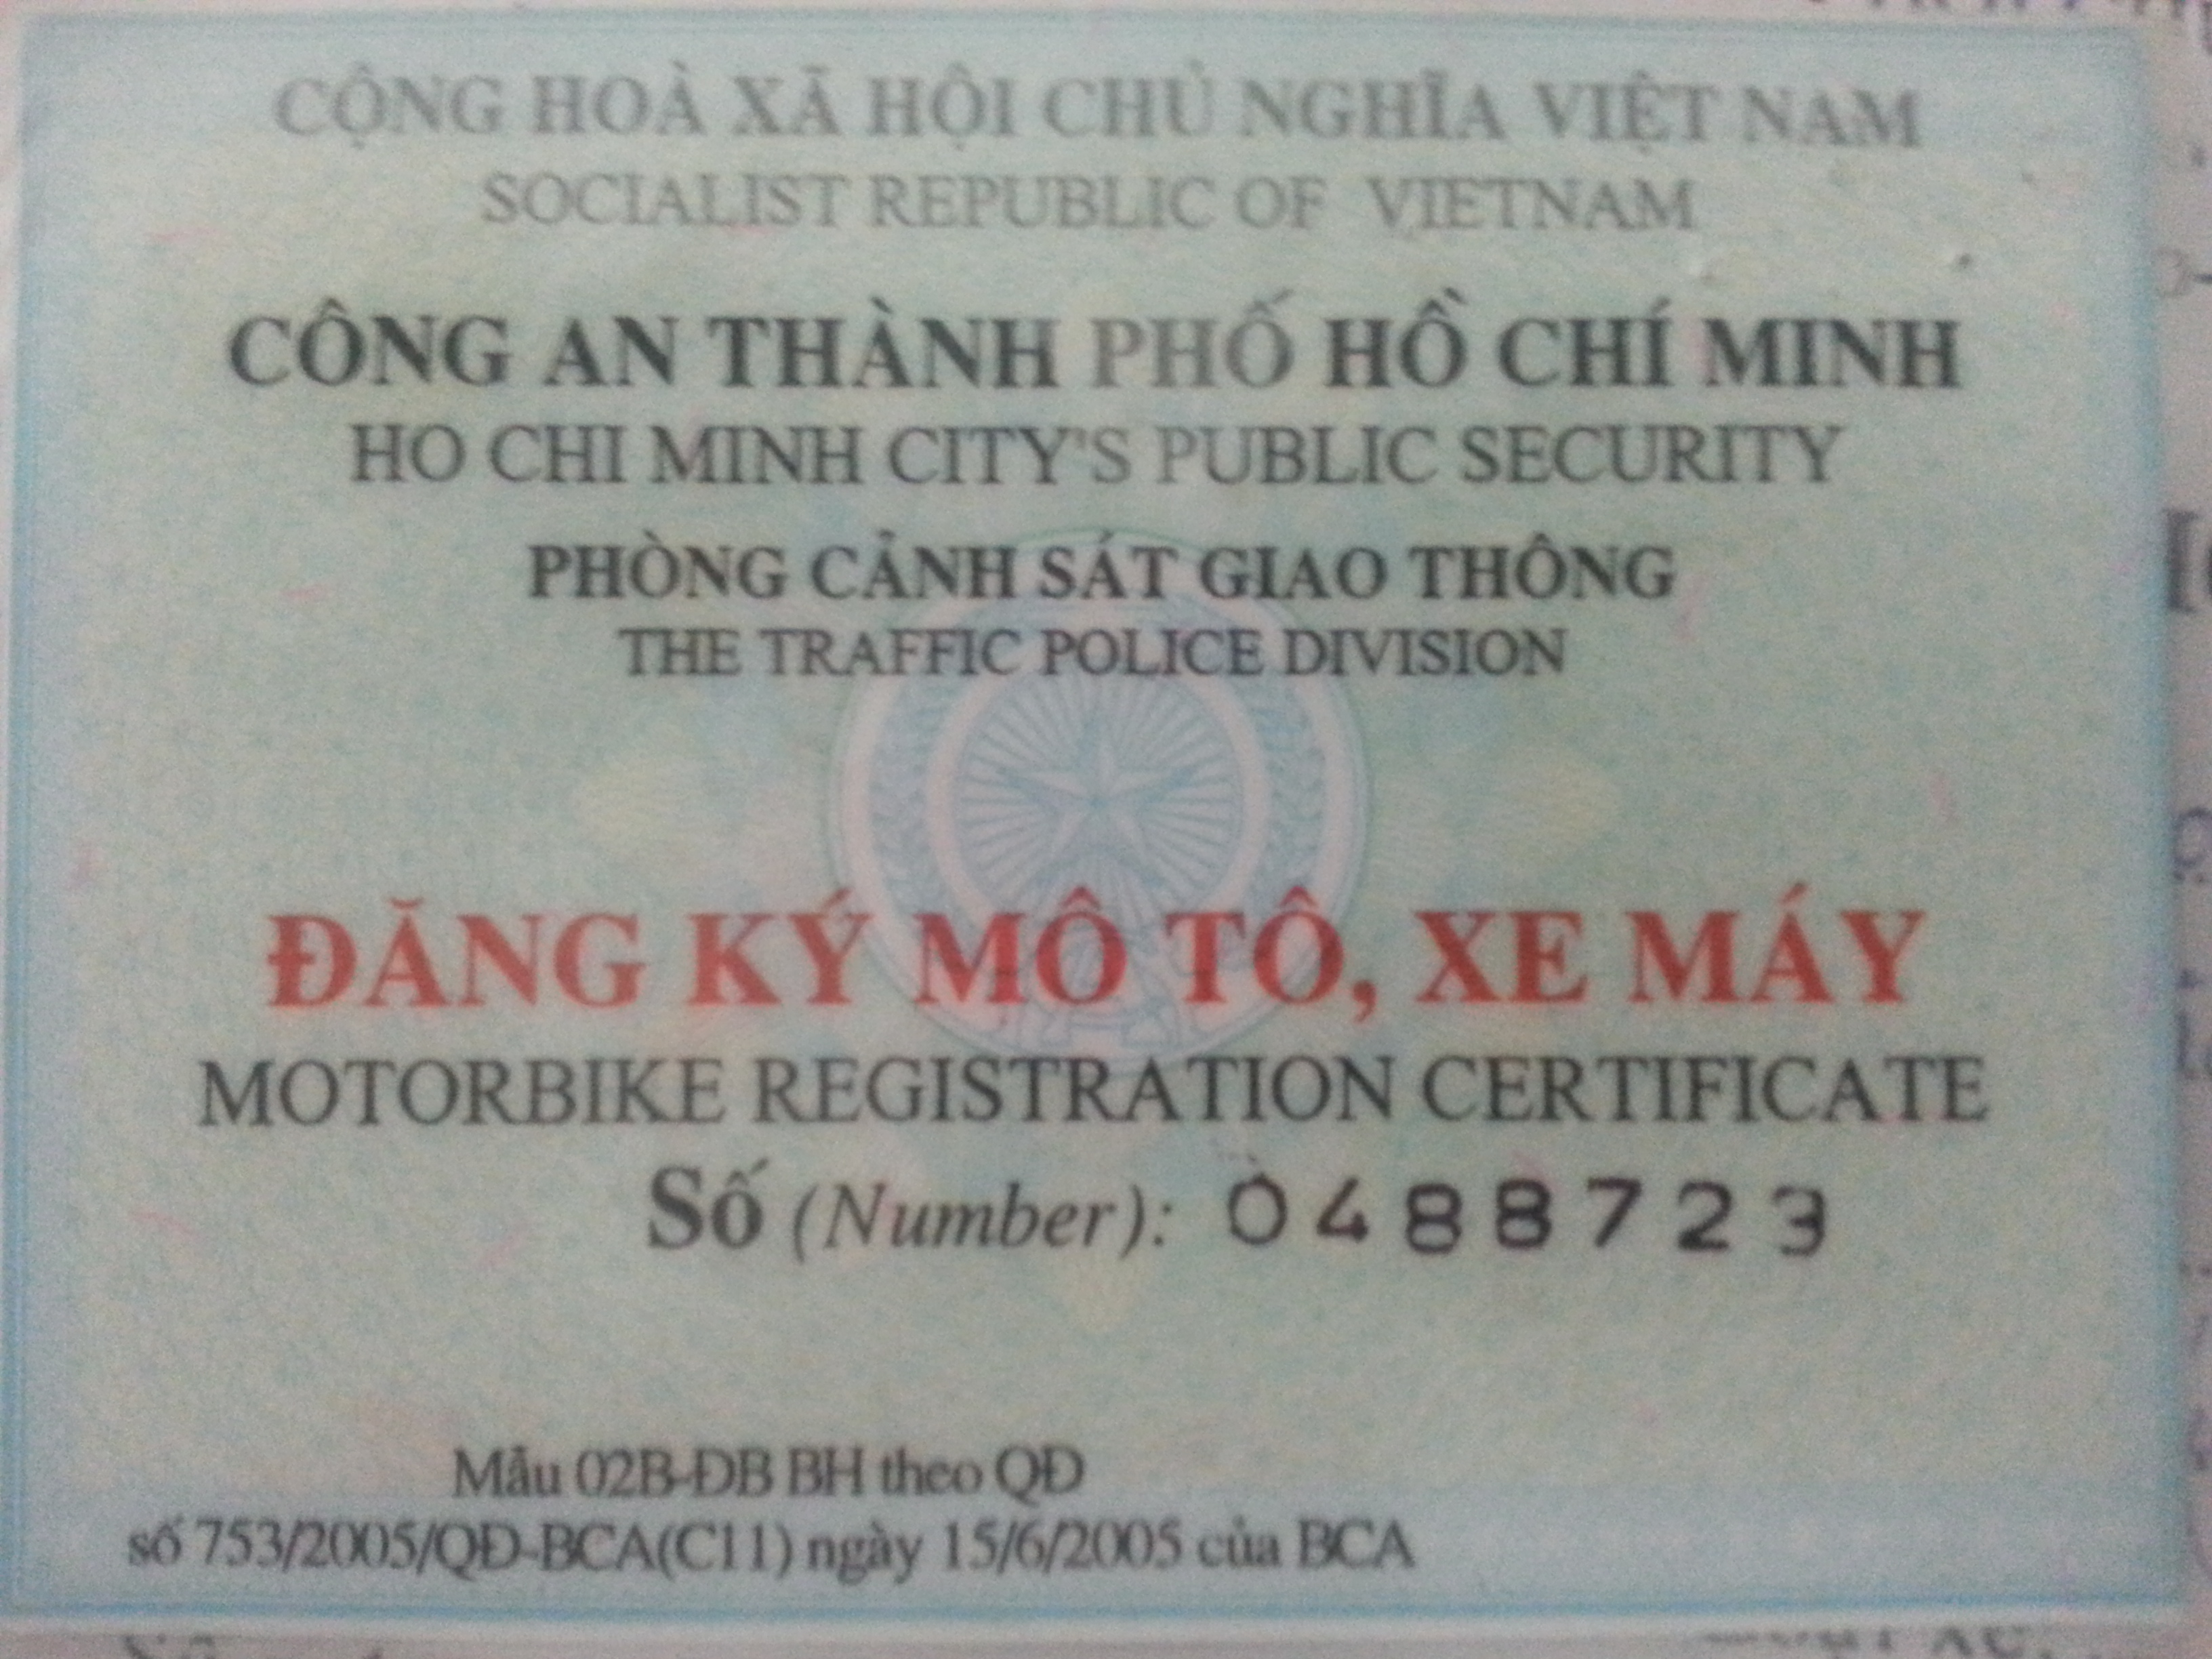 CỘNG HOÀ XÃ HỘI CHỦ NGHĨA VIỆT NAM
SOCIALIST REPUBLIC OF VIETNAM
CÔNG AN THÀNH PHỐ HỒ CHÍ MINH
HO CHI MINH CITY'S PUBLIC SECURITY
PHÒNG CẢNH SÁT GIAO THÔNG
THE TRAFFIC POLICE DIVISION
ĐĂNG KÝ MÔ TÔ, XE MÁY
MOTORBIKE REGISTRATION CERTIFICATE
Số (Number): 0488723
Mẫu 02B-ĐB BH theo QĐ
số 753/2005/QĐ-BCA(C11) ngày 15/6/2005 của BCA